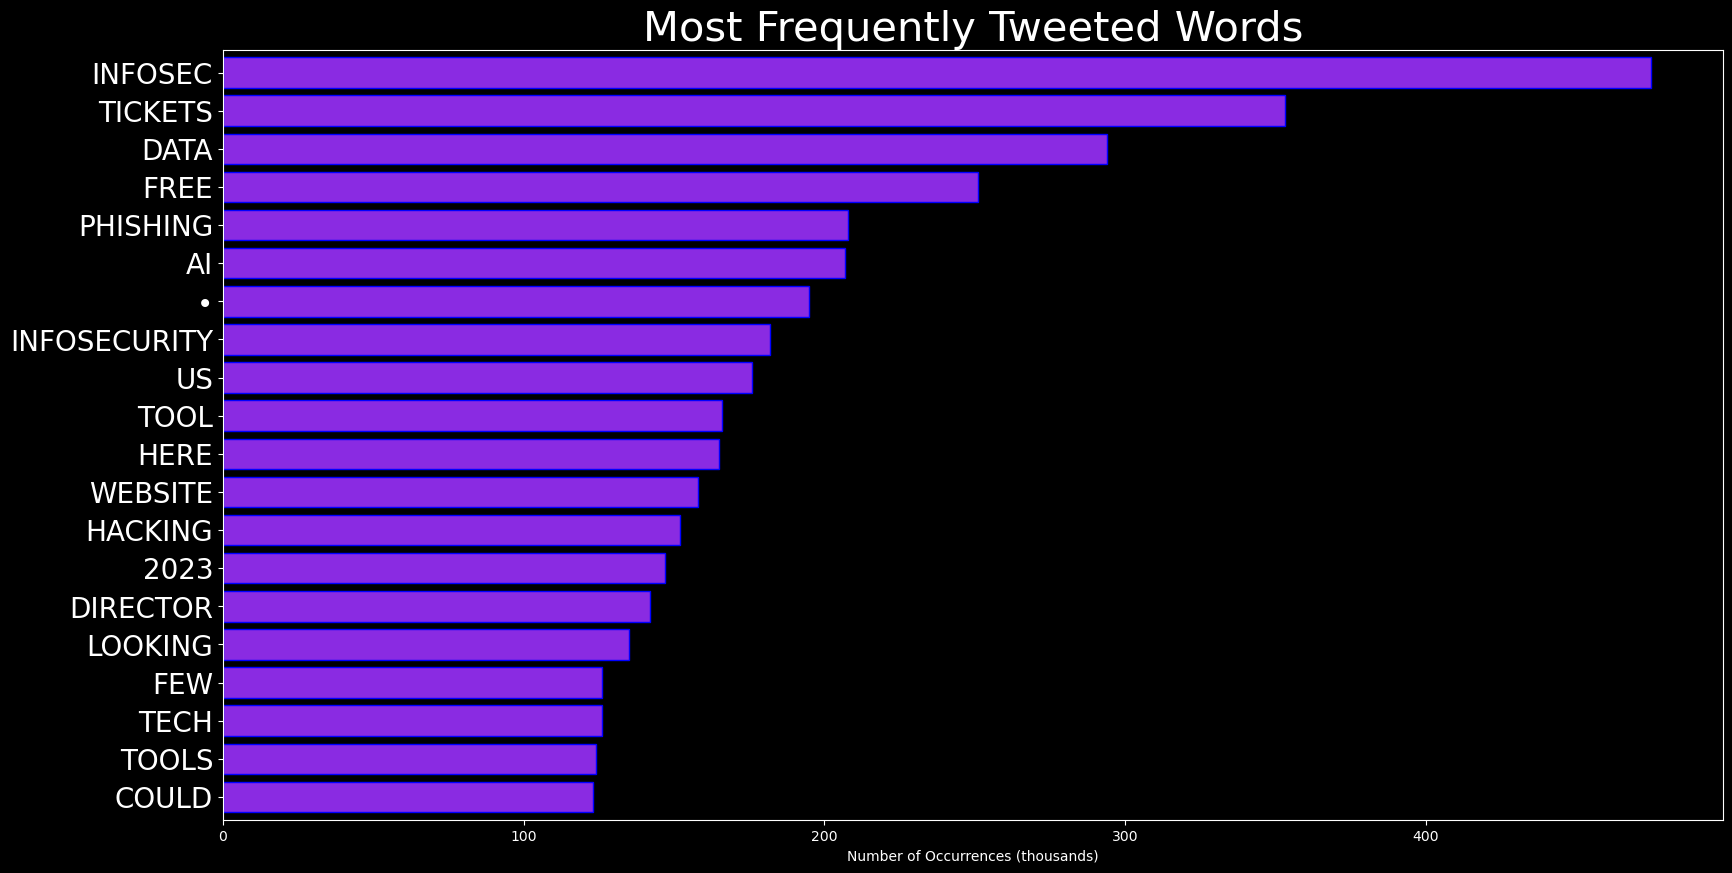 Most Frequently Tweeted Words
INFOSEC
TICKETS
DATA
FREE
PHISHING
AI
•
INFOSECURITY
US
TOOL
HERE
WEBSITE
HACKING
2023
DIRECTOR
LOOKING
FEW
TECH
TOOLS
COULD
0 100 200 300 400
Number of Occurrences (thousands)